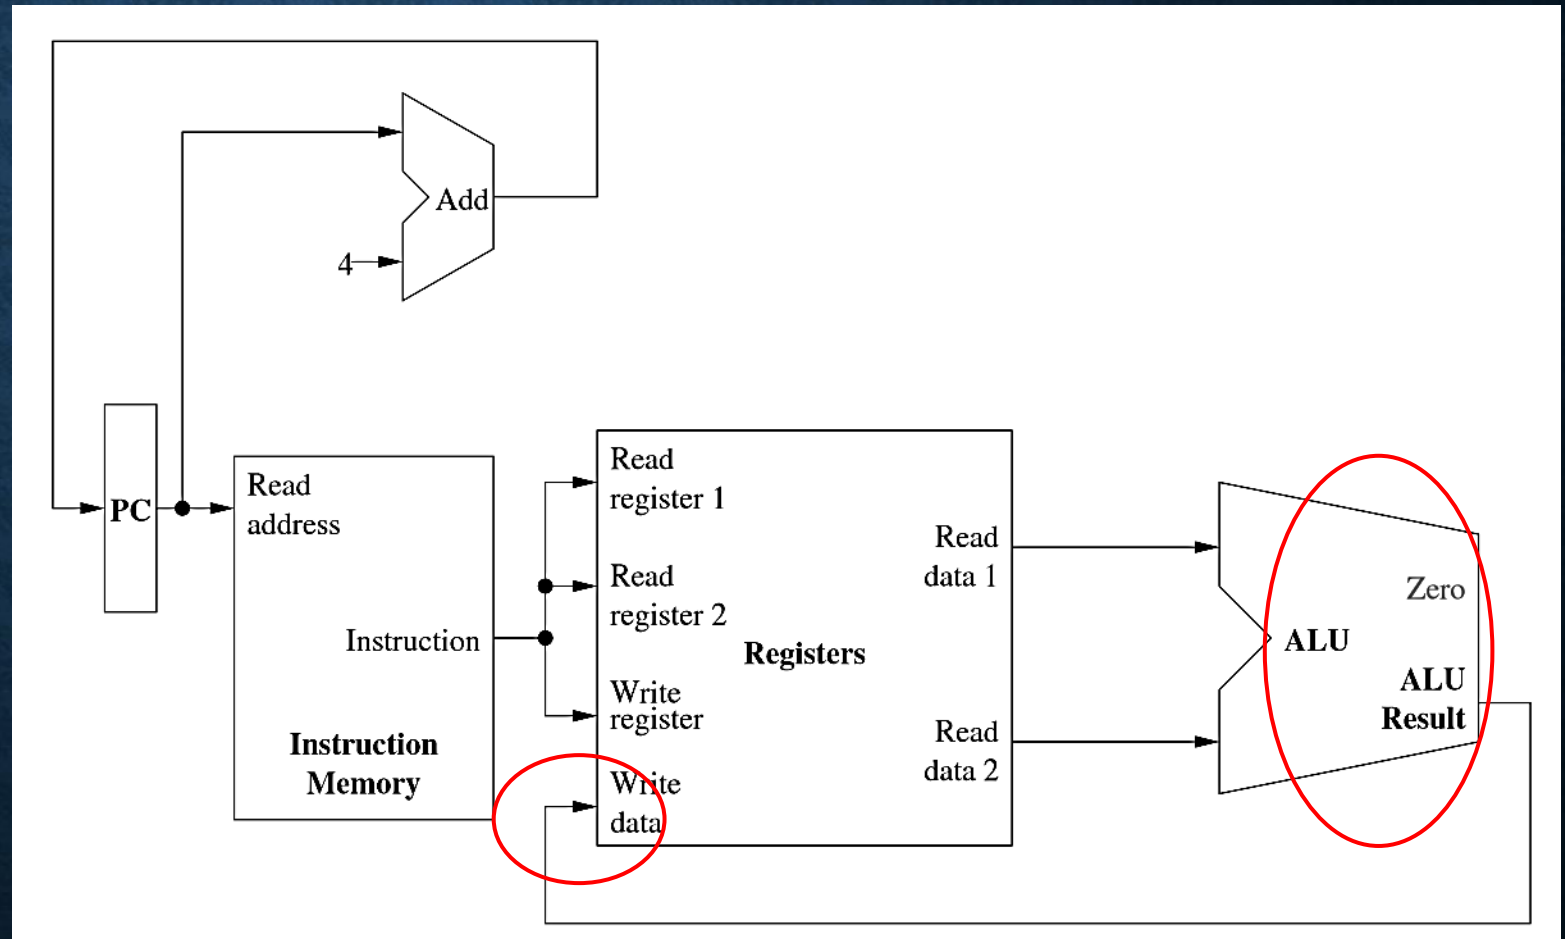 Add
4
PC
Read
address
Instruction
Instruction
Memory
Read
register 1
Read
register 2
Write
register
Write
data
Registers
Read
data 1
Read
data 2
Zero
ALU
ALU
Result